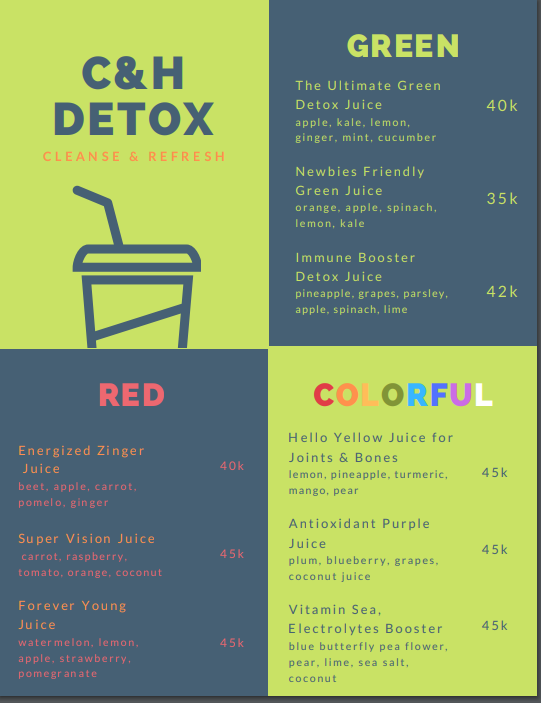 C&H
DETOX
CLEANSE & REFRESH
GREEN
The Ultimate Green
Detox Juice
40k
apple, kale, lemon,
ginger, mint, cucumber
Newbies Friendly
Green Juice
35k
orange, apple, spinach,
lemon, kale
Immune Booster
Detox Juice
42k
pineapple, grapes, parsley,
apple, spinach, lime
RED
Energized Zinger
Juice
40k
beet, apple, carrot,
pomelo, ginger
Super Vision Juice
45k
carrot, raspberry,
tomato, orange, coconut
Forever Young
Juice
45k
watermelon, lemon,
apple, strawberry,
pomegranate
COLORFUL
Hello Yellow Juice for
Joints & Bones
45k
lemon, pineapple, turmeric,
mango, pear
Antioxidant Purple
Juice
45k
plum, blueberry, grapes,
coconut juice
Vitamin Sea,
Electrolytes Booster
45k
blue butterfly pea flower,
pear, lime, sea salt,
coconut